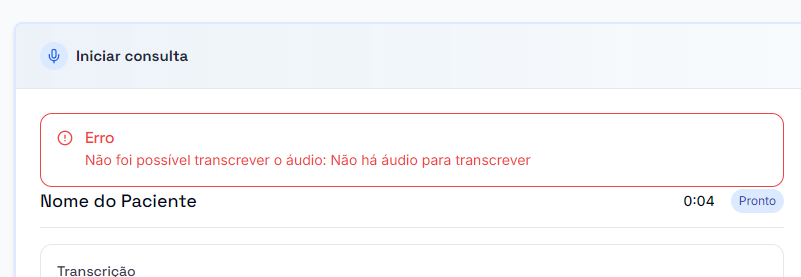 Iniciar consulta
Erro
Não foi possível transcrever o áudio: Não há áudio para transcrever
Nome do Paciente 0:04 Pronto
Transcrição